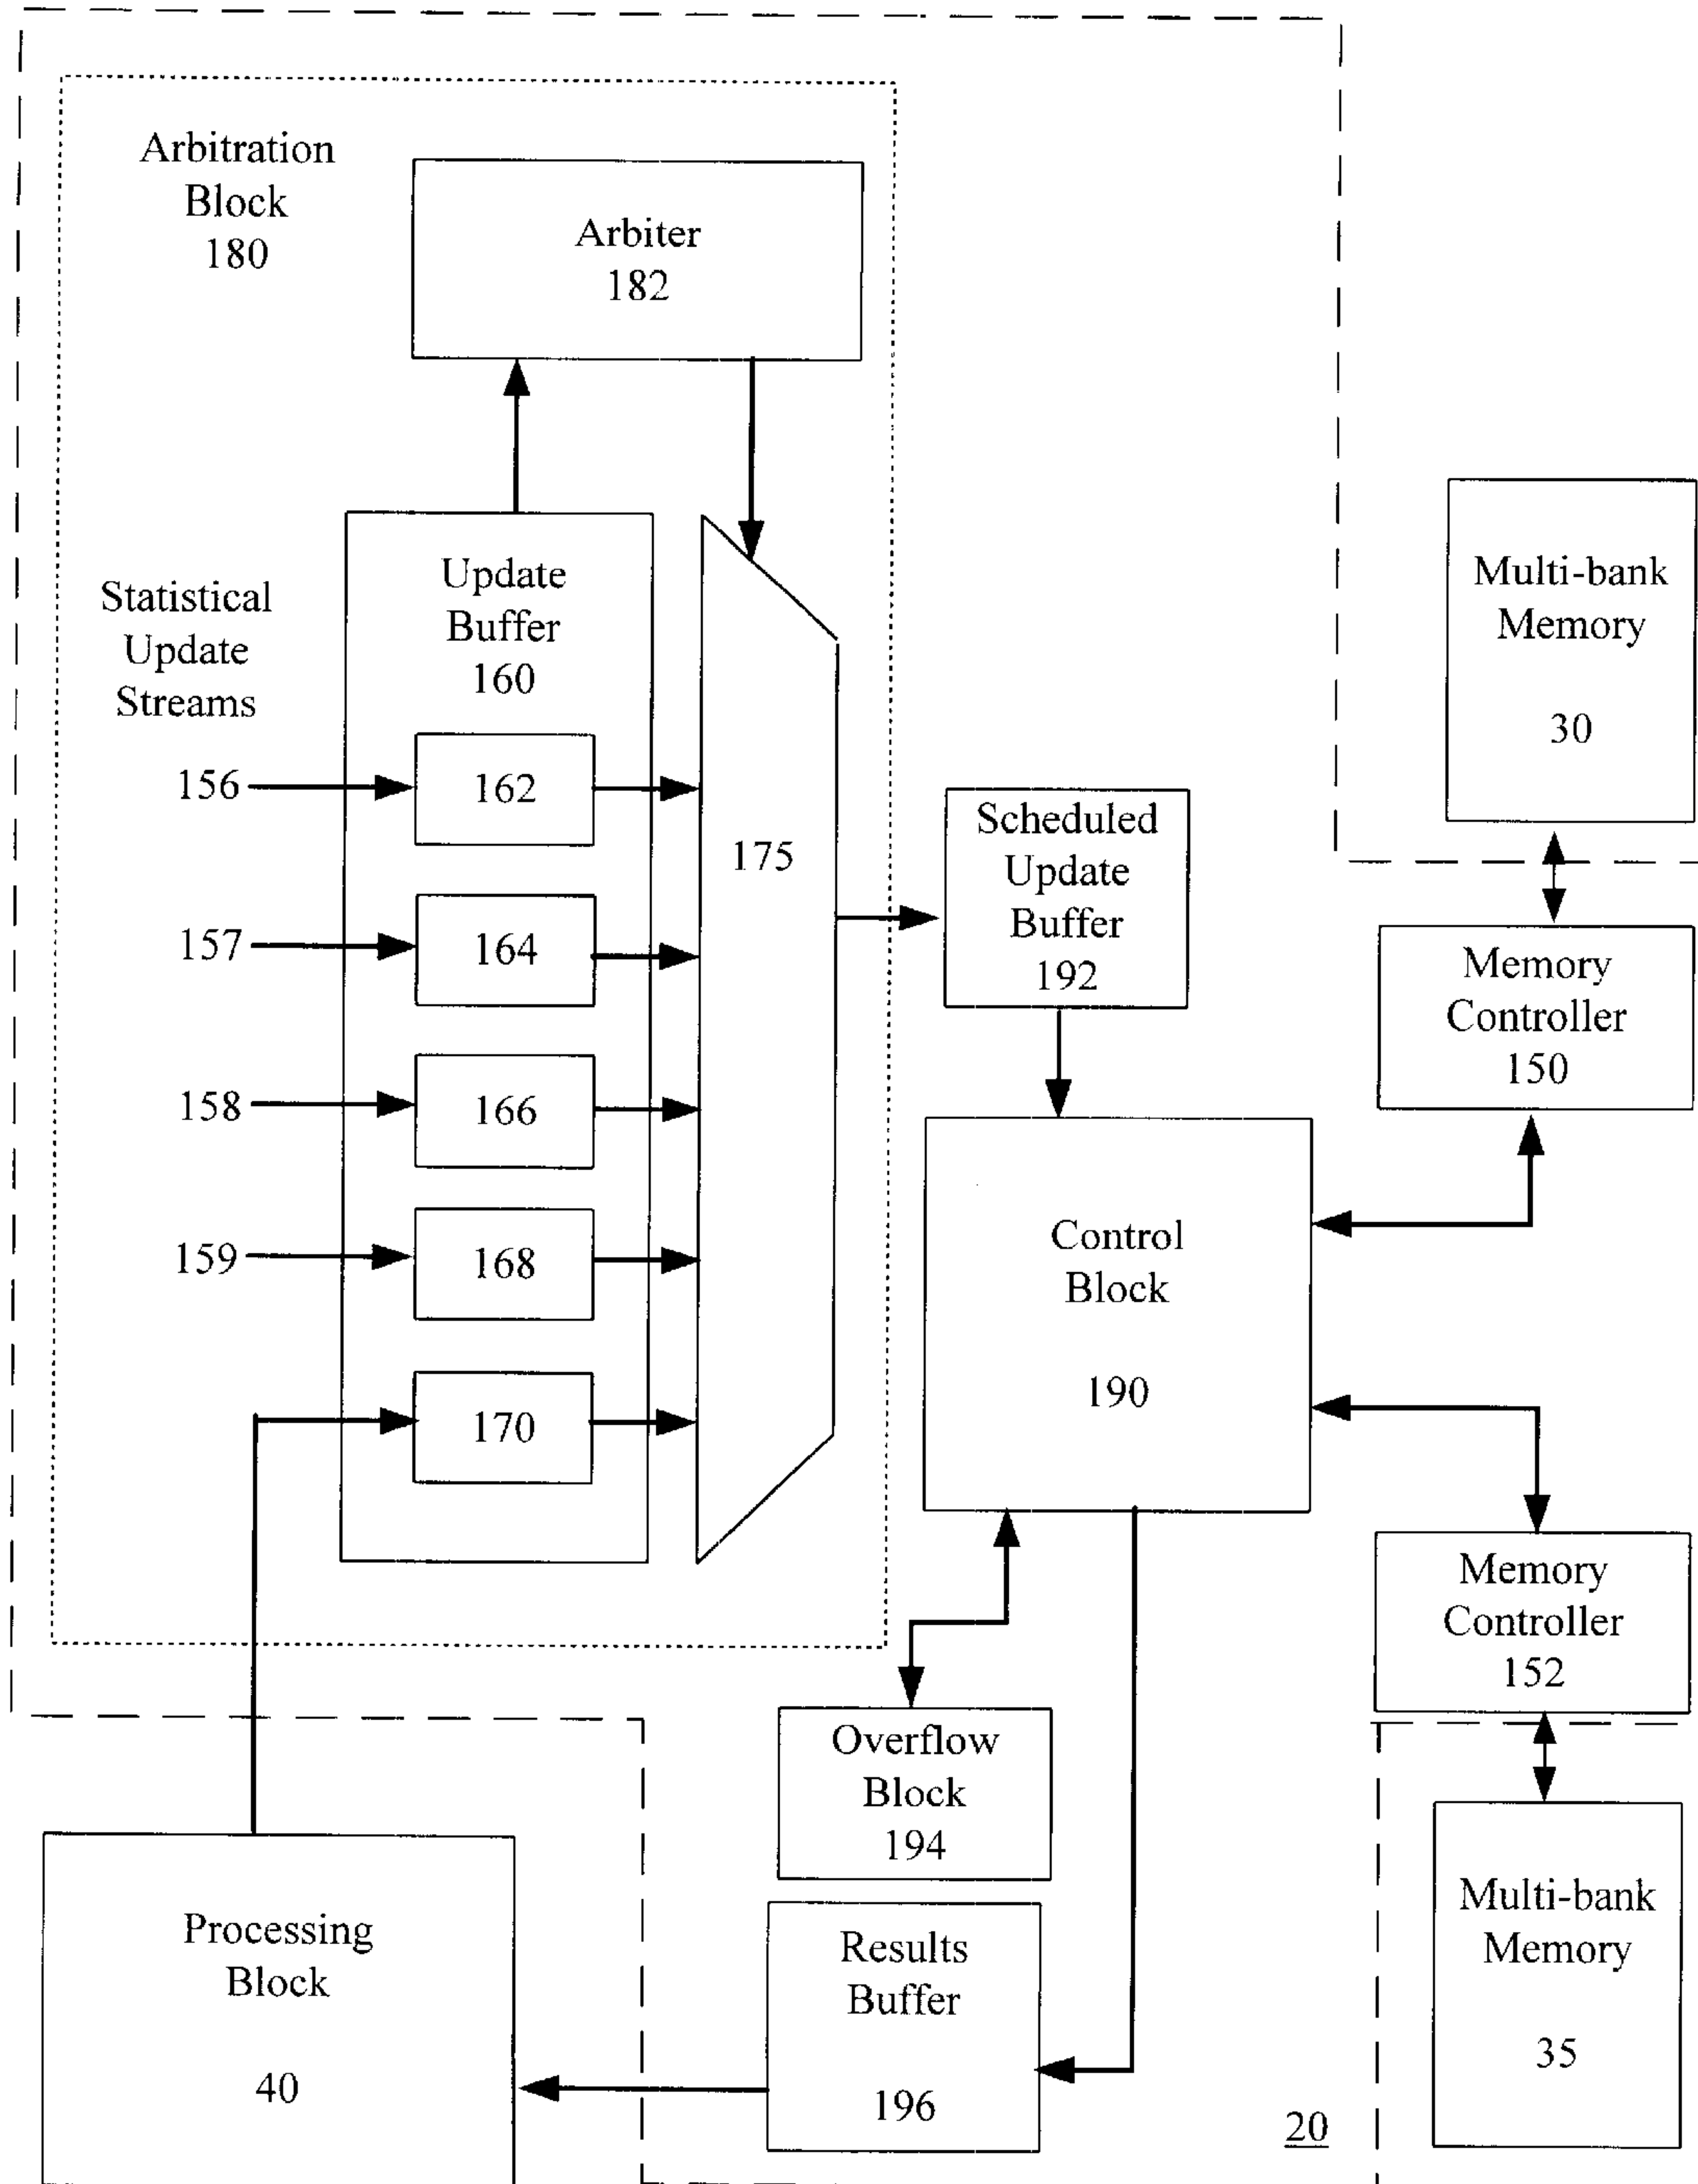 Arbitration
Block
180
Arbiter
182
Statistical
Update
Streams
Update
Buffer
160
156
162
157
164
158
166
159
168
170
175
Scheduled
Update
Buffer
192
Multi-bank
Memory
30
Memory
Controller
150
Control
Block
190
Memory
Controller
152
Overflow
Block
194
Multi-bank
Memory
35
Processing
Block
40
Results
Buffer
196
20